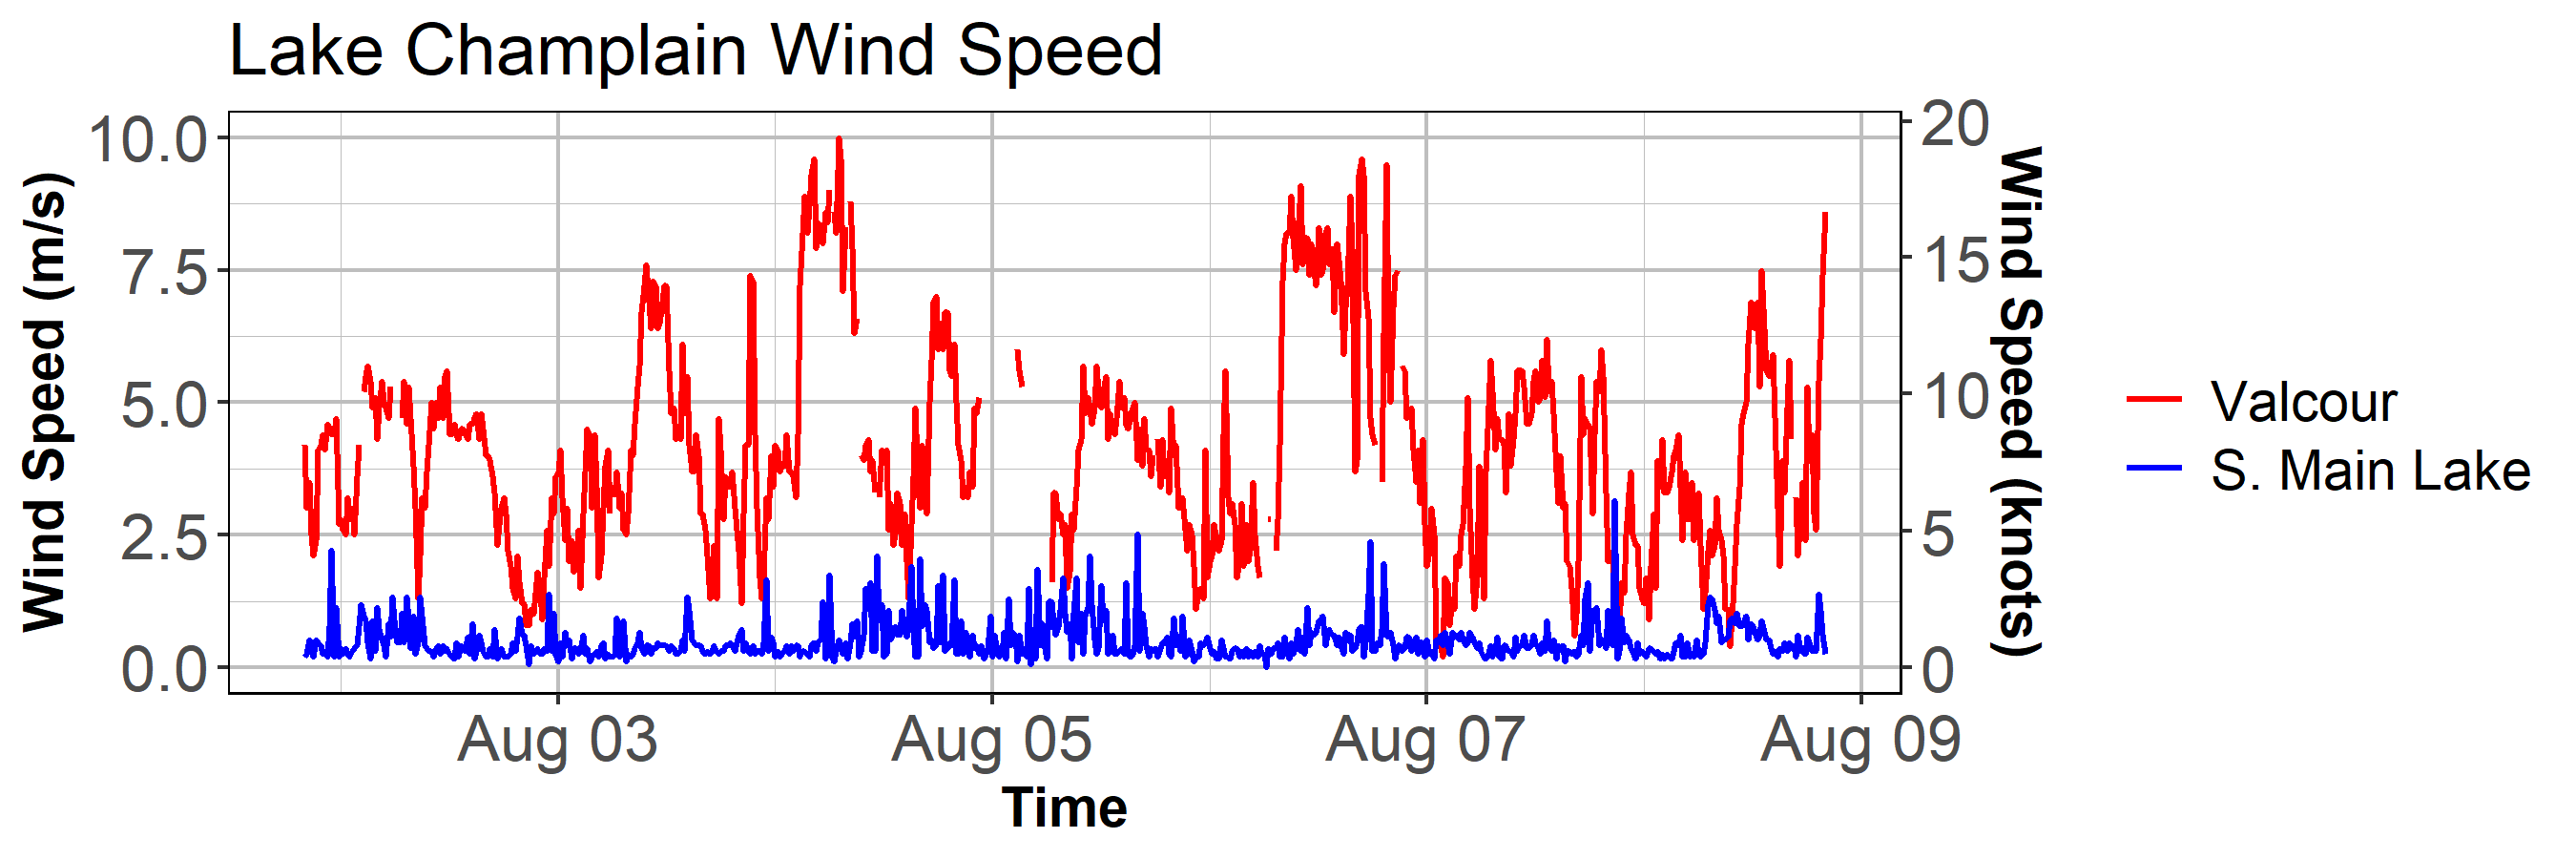 Lake Champlain Wind Speed
Wind Speed (m/s)
10.0
7.5
5.0
2.5
0.0
20
15
10
5
0
Wind Speed (knots)
Aug 03
Aug 05
Aug 07
Aug 09
Time
Valcour
S. Main Lake